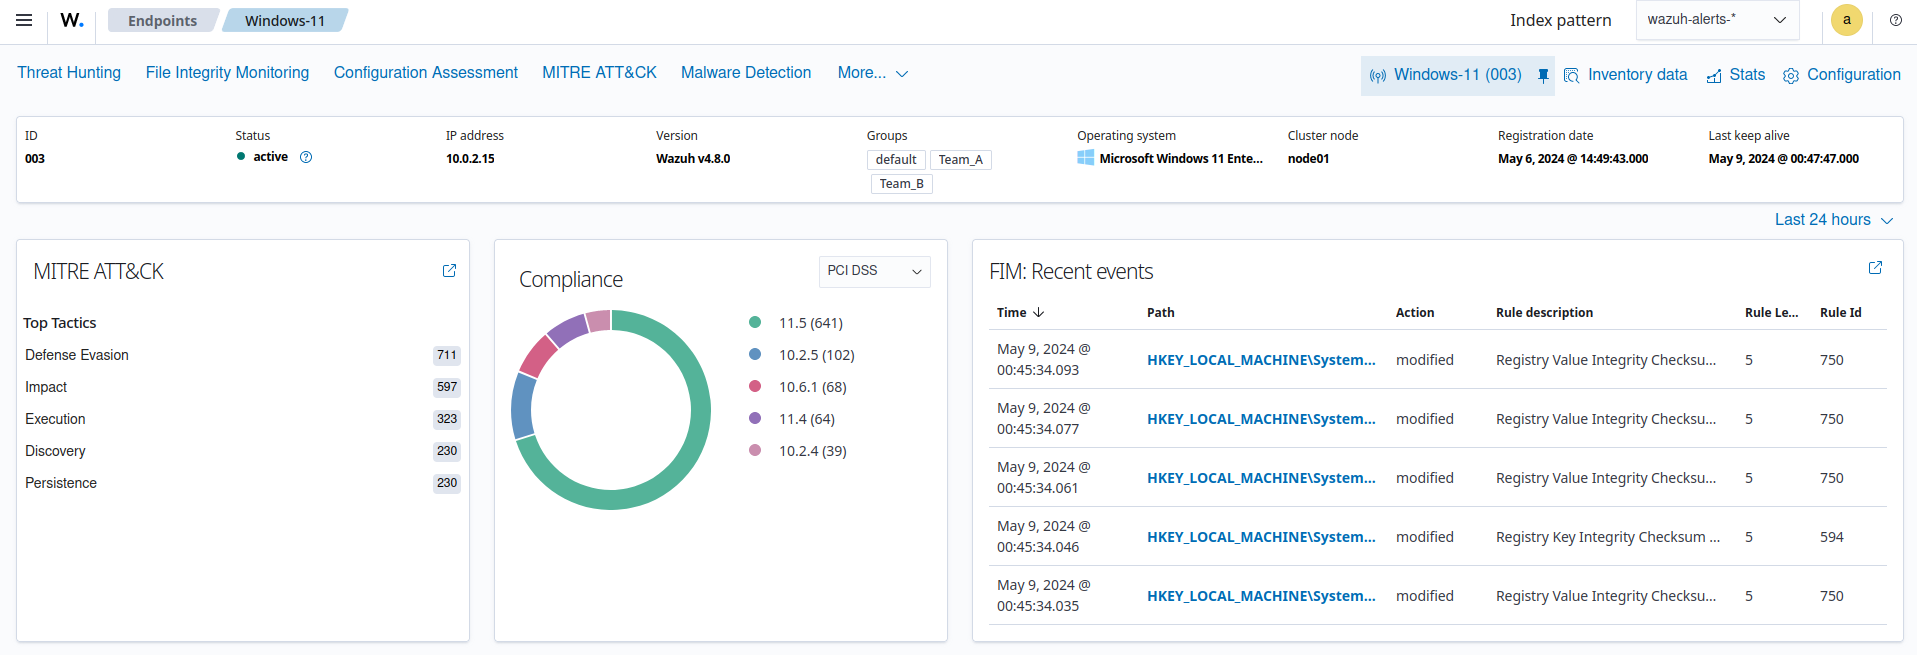 W. Endpoints Windows-11 Index pattern wazuh-alerts-* a
Threat Hunting File Integrity Monitoring Configuration Assessment MITRE ATT&CK Malware Detection More... Windows-11 (003) Inventory data Stats Configuration
ID Status IP address Version Groups Operating system Cluster node Registration date Last keep alive
003 active 10.0.2.15 Wazuh v4.8.0 default Team_A Microsoft Windows 11 Ente... node01 May 6, 2024 @ 14:49:43.000 May 9, 2024 @ 00:47:47.000
Team_B
Last 24 hours
MITRE ATT&CK
Top Tactics
Defense Evasion 711
Impact 597
Execution 323
Discovery 230
Persistence 230
Compliance PCI DSS
11.5 (641)
10.2.5 (102)
10.6.1 (68)
11.4 (64)
10.2.4 (39)
FIM: Recent events
Time Path Action Rule description Rule Le... Rule Id
May 9, 2024 @
00:45:34.093 HKEY_LOCAL_MACHINE\System... modified Registry Value Integrity Checksu... 5 750
May 9, 2024 @
00:45:34.077 HKEY_LOCAL_MACHINE\System... modified Registry Value Integrity Checksu... 5 750
May 9, 2024 @
00:45:34.061 HKEY_LOCAL_MACHINE\System... modified Registry Value Integrity Checksu... 5 750
May 9, 2024 @
00:45:34.046 HKEY_LOCAL_MACHINE\System... modified Registry Key Integrity Checksum ... 5 594
May 9, 2024 @
00:45:34.035 HKEY_LOCAL_MACHINE\System... modified Registry Value Integrity Checksu... 5 750